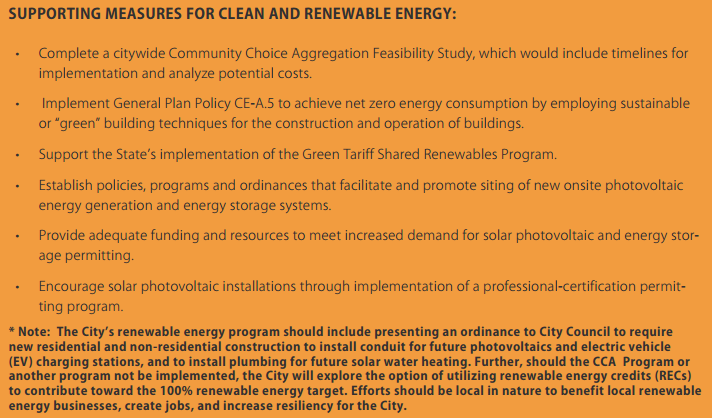 SUPPORTING MEASURES FOR CLEAN AND RENEWABLE ENERGY:
• Complete a citywide Community Choice Aggregation Feasibility Study, which would include timelines for
implementation and analyze potential costs.
• Implement General Plan Policy CE-A.5 to achieve net zero energy consumption by employing sustainable
or “green” building techniques for the construction and operation of buildings.
• Support the State’s implementation of the Green Tariff Shared Renewables Program.
• Establish policies, programs and ordinances that facilitate and promote siting of new onsite photovoltaic
energy generation and energy storage systems.
• Provide adequate funding and resources to meet increased demand for solar photovoltaic and energy stor-
age permitting.
• Encourage solar photovoltaic installations through implementation of a professional-certification permit-
ting program.
* Note: The City’s renewable energy program should include presenting an ordinance to City Council to require
new residential and non-residential construction to install conduit for future photovoltaics and electric vehicle
(EV) charging stations, and to install plumbing for future solar water heating. Further, should the CCA Program or
another program not be implemented, the City will explore the option of utilizing renewable energy credits (RECs)
to contribute toward the 100% renewable energy target. Efforts should be local in nature to benefit local renewable
energy businesses, create jobs, and increase resiliency for the City.